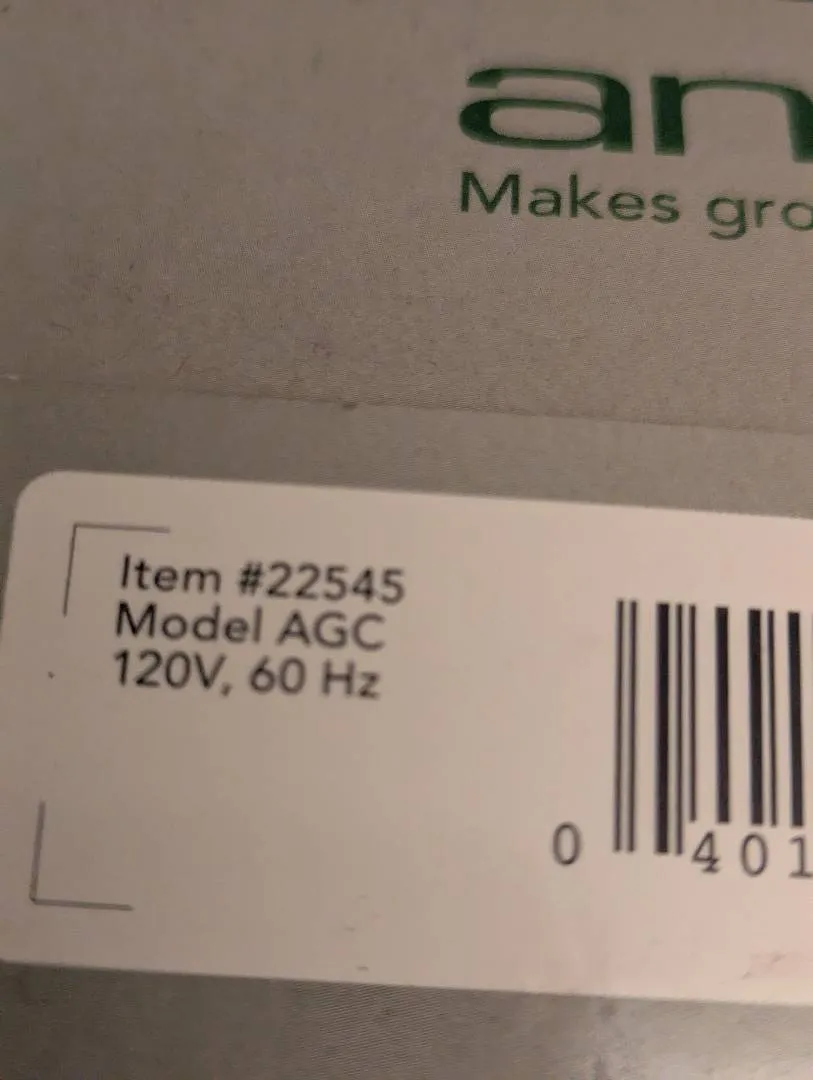 an
Makes gro
Item #22545
Model AGC
120V, 60 Hz
0 401